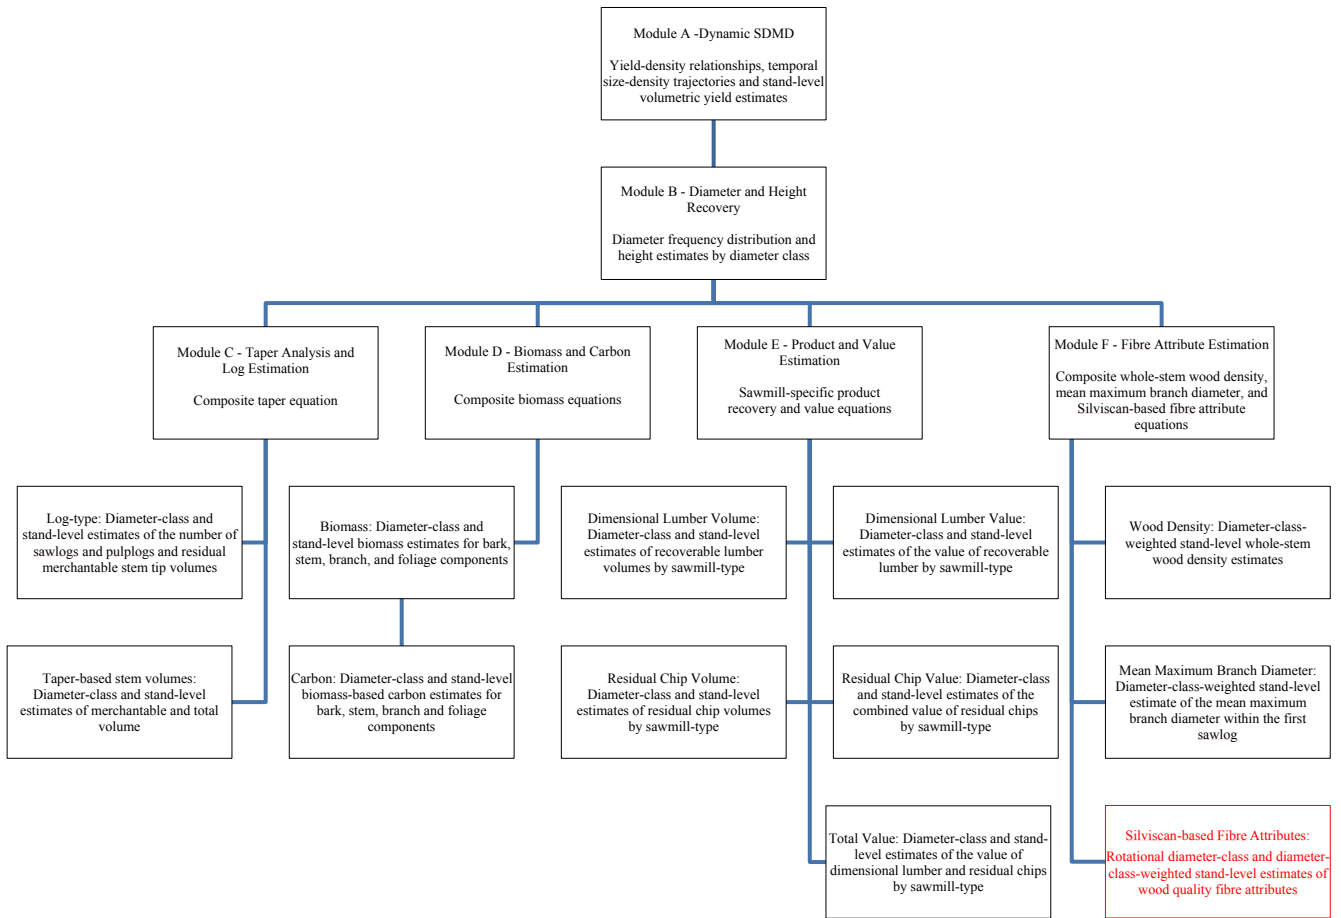 Module A -Dynamic SDMD
Yield-density relationships, temporal
size-density trajectories and stand-level
volumetric yield estimates
Module B - Diameter and Height
Recovery
Diameter frequency distribution and
height estimates by diameter class
Module C - Taper Analysis and
Log Estimation
Composite taper equation
Module D - Biomass and Carbon
Estimation
Composite biomass equations
Module E - Product and Value
Estimation
Sawmill-specific product
recovery and value equations
Module F - Fibre Attribute Estimation
Composite whole-stem wood density,
mean maximum branch diameter, and
Silviscan-based fibre attribute
equations
Log-type: Diameter-class and
stand-level estimates of the number of
sawlogs and pulplogs and residual
merchantable stem tip volumes
Biomass: Diameter-class and
stand-level biomass estimates for bark,
stem, branch, and foliage components
Dimensional Lumber Volume:
Diameter-class and stand-level
estimates of recoverable lumber
volumes by sawmill-type
Dimensional Lumber Value:
Diameter-class and stand-level
estimates of the value of recoverable
lumber by sawmill-type
Wood Density: Diameter-class-
weighted stand-level whole-stem
wood density estimates
Taper-based stem volumes:
Diameter-class and stand-level
estimates of merchantable and total
volume
Carbon: Diameter-class and stand-level
biomass-based carbon estimates for
bark, stem, branch and foliage
components
Residual Chip Volume:
Diameter-class and stand-level
estimates of residual chip volumes by
sawmill-type
Residual Chip Value: Diameter-class
and stand-level estimates of the
combined value of residual chips
by sawmill-type
Mean Maximum Branch Diameter:
Diameter-class-weighted stand-level
estimate of the mean maximum
branch diameter within the first
sawlog
Total Value: Diameter-class and stand-
level estimates of the value of
dimensional lumber and residual chips
by sawmill-type
Silviscan-based Fibre Attributes:
Rotational diameter-class and diameter-
class-weighted stand-level estimates of
wood quality fibre attributes